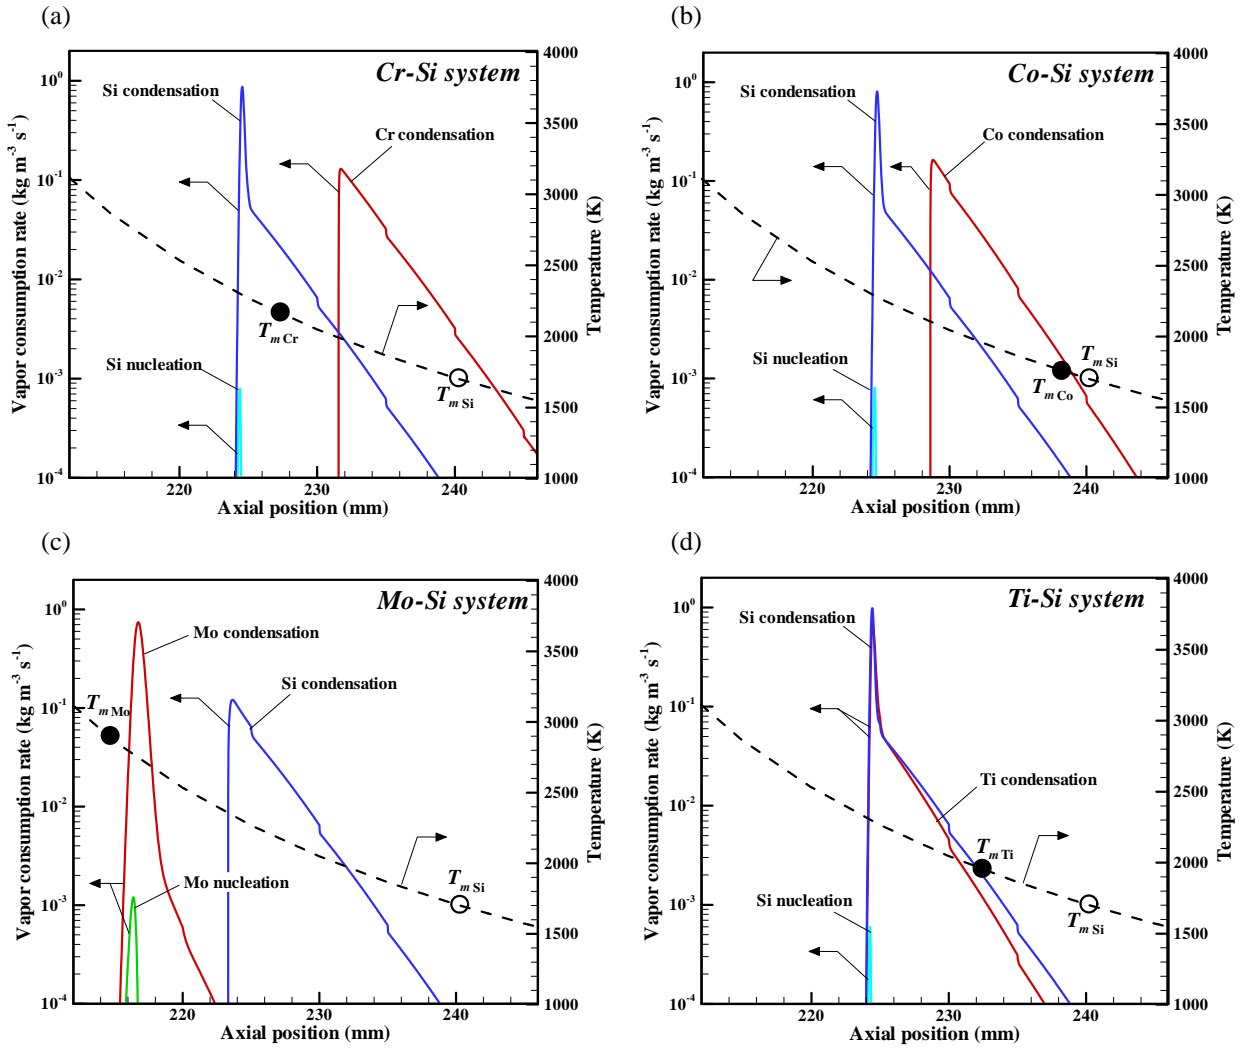 (a)
Cr-Si system
Si condensation
Cr condensation
T m Cr
Si nucleation
T m Si
10^0
10^-1
10^-2
10^-3
10^-4
Vapor consumption rate (kg m^-3 s^-1)
4000
3500
3000
2500
2000
1500
1000
Temperature (K)
220
230
240
Axial position (mm)
(b)
Co-Si system
Si condensation
Co condensation
T m Si
T m Co
Si nucleation
10^0
10^-1
10^-2
10^-3
10^-4
Vapor consumption rate (kg m^-3 s^-1)
4000
3500
3000
2500
2000
1500
1000
Temperature (K)
220
230
240
Axial position (mm)
(c)
Mo-Si system
Mo condensation
Si condensation
T m Mo
Mo nucleation
T m Si
10^0
10^-1
10^-2
10^-3
10^-4
Vapor consumption rate (kg m^-3 s^-1)
4000
3500
3000
2500
2000
1500
1000
Temperature (K)
220
230
240
Axial position (mm)
(d)
Ti-Si system
Si condensation
Ti condensation
T m Ti
Si nucleation
T m Si
10^0
10^-1
10^-2
10^-3
10^-4
Vapor consumption rate (kg m^-3 s^-1)
4000
3500
3000
2500
2000
1500
1000
Temperature (K)
220
230
240
Axial position (mm)